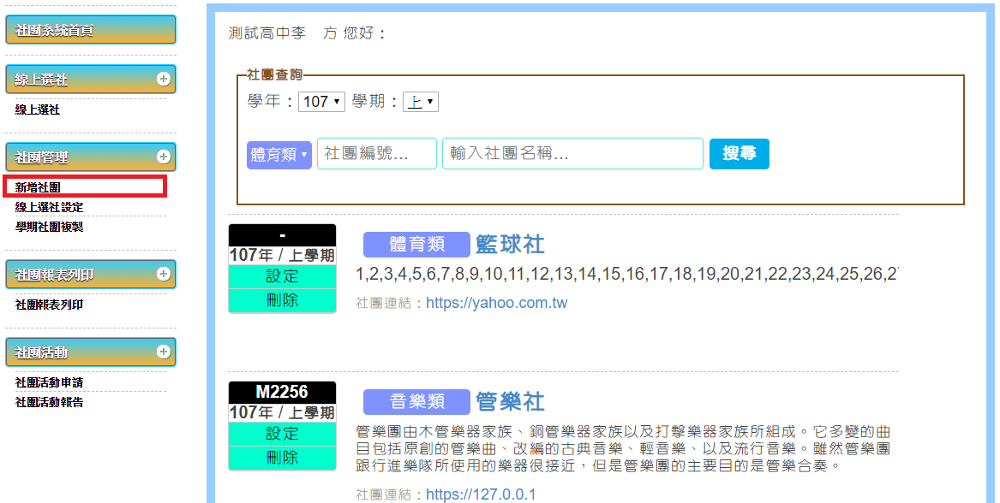 社團系統首頁
線上選社
線上選社
社團管理
新增社團
線上選社設定
學期社團複製
社團報表列印
社團報表列印
社團活動
社團活動申請
社團活動報告
測試高中李 方 您好：
社團查詢
學年： 107 學期： 上
體育類 社團編號... 輸入社團名稱... 搜尋
-
107年 / 上學期
設定
刪除
體育類 籃球社
1,2,3,4,5,6,7,8,9,10,11,12,13,14,15,16,17,18,19,20,21,22,23,24,25,26,2
社團連結：https://yahoo.com.tw
M2256
107年 / 上學期
設定
刪除
音樂類 管樂社
管樂團由木管樂器家族、銅管樂器家族以及打擊樂器家族所組成。它多變的曲
目包括原創的管樂曲、改編的古典音樂、輕音樂、以及流行音樂。雖然管樂團
跟行進樂隊所使用的樂器很接近，但是管樂團的主要目的是管樂合奏。
社團連結：https://127.0.0.1